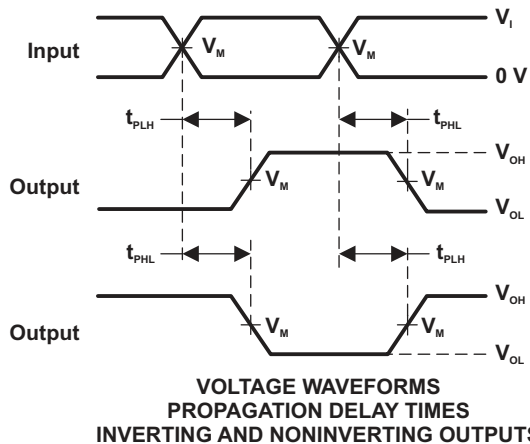 V_I
Input
V_M
V_M
0 V
t_PLH
t_PHL
V_OH
Output
V_M
V_M
V_OL
t_PHL
t_PLH
V_OH
Output
V_M
V_M
V_OL
VOLTAGE WAVEFORMS
PROPAGATION DELAY TIMES
INVERTING AND NONINVERTING OUTPUTS